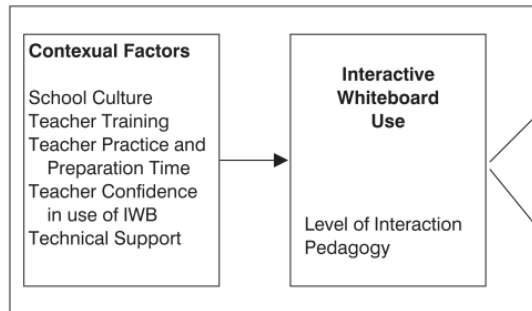 Contexual Factors
School Culture
Teacher Training
Teacher Practice and
Preparation Time
Teacher Confidence
in use of IWB
Technical Support
Interactive
Whiteboard
Use
Level of Interaction
Pedagogy